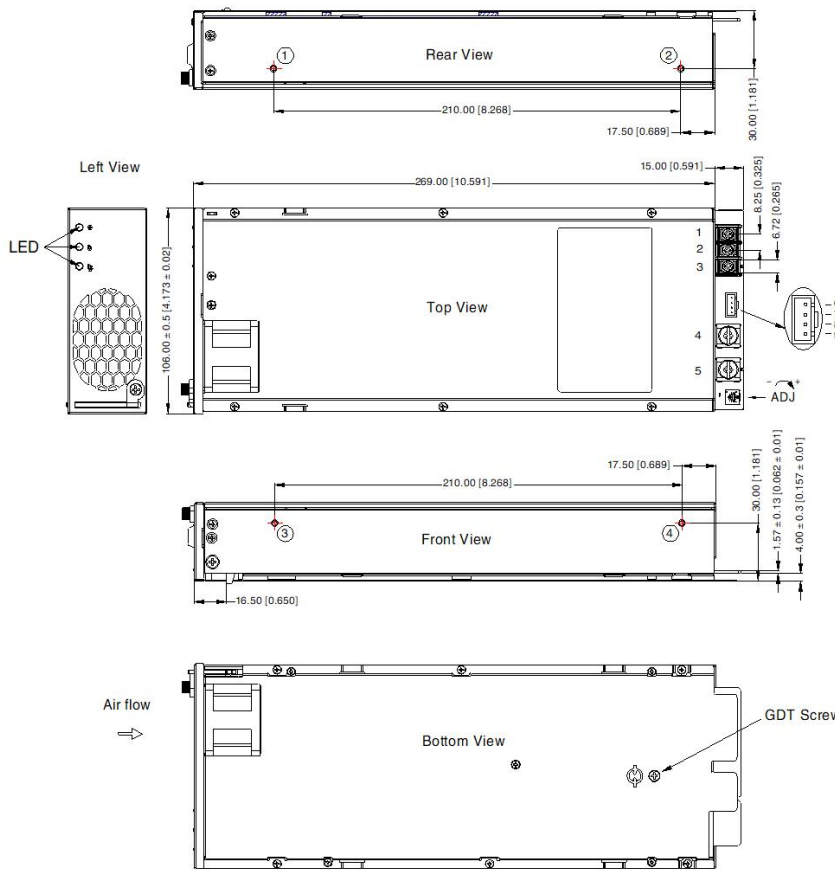 Rear View
1
2
210.00 [8.268]
17.50 [0.689]
30.00 [1.181]
Left View
LED
269.00 [10.591]
15.00 [0.591]
8.25 [0.325]
6.72 [0.265]
106.00 ± 0.5 [4.173 ± 0.02]
Top View
1
2
3
4
5
- +
ADJ
17.50 [0.689]
210.00 [8.268]
30.00 [1.181]
1.57 ± 0.13 [0.062 ± 0.01]
4.00 ± 0.3 [0.157 ± 0.01]
3
4
Front View
16.50 [0.650]
Air flow
Bottom View
GDT Screw